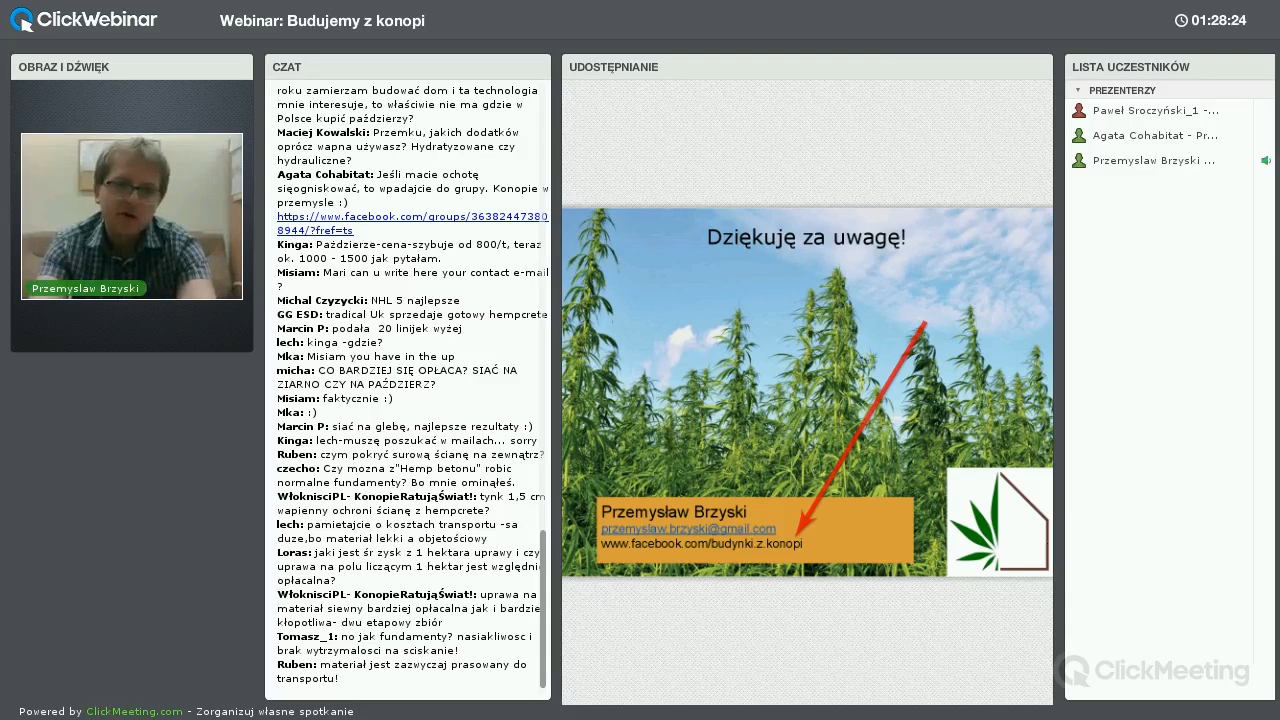 ClickWebinar
Webinar: Budujemy z konopi
01:28:24
OBRAZ I DŹWIĘK
Przemyslaw Brzyski
CZAT
roku zamierzam budować dom i ta technologia
mnie interesuje, to właściwie nie ma gdzie w
Polsce kupić paździerzy?
Maciej Kowalski: Przemku, jakich dodatków
oprócz wapna używasz? Hydratyzowane czy
hydrauliczne?
Agata Cohabitat: Jeśli macie ochotę
sięogniskować, to wpadajcie do grupy. Konopie w
przemyśle :)
https://www.facebook.com/groups/36382447380
8944/?fref=ts
Kinga: Paździerze-cena-szybuje od 800/t, teraz
ok. 1000 - 1500 jak pytałam.
Misiam: Mari can u write here your contact e-mail
?
Michal Czyzycki: NHL 5 najlepsze
GG ESD: tradical Uk sprzedaje gotowy hempcrete
Marcin P: podała 20 linijek wyżej
lech: kinga -gdzie?
Mka: Misiam you have in the up
micha: CO BARDZIEJ SIĘ OPŁACA? SIAĆ NA
ZIARNO CZY NA PAŹDZIERZ?
Misiam: faktycznie :)
Mka: :)
Marcin P: siać na glebę, najlepsze rezultaty :)
Kinga: lech-muszę poszukać w mailach... sorry
Ruben: czym pokryć surową ścianę na zewnątrz?
czecho: Czy mozna z"Hemp betonu" robic
normalne fundamenty? Bo mnie ominąłeś.
WłoknisciPL- KonopieRatująŚwiat!: tynk 1,5 cm
wapienny ochroni ścianę z hempcrete?
lech: pamietajcie o kosztach transportu -sa
duze,bo materiał lekki a objetościowy
Loras: jaki jest śr zysk z 1 hektara uprawy i czy
uprawa na polu liczącym 1 hektar jest względnie
opłacalna?
WłoknisciPL- KonopieRatująŚwiat!: uprawa na
materiał siewny bardziej opłacalna jak i bardzie
kłopotliwa- dwu etapowy zbiór
Tomasz_1: no jak fundamenty? nasiakliwosc i
brak wytrzymalosci na sciskanie!
Ruben: materiał jest zazwyczaj prasowany do
transportu!
UDOSTĘPNIANIE
Dziękuję za uwagę!
Przemysław Brzyski
przemyslaw.brzyski@gmail.com
www.facebook.com/budynki.z.konopi
LISTA UCZESTNIKÓW
PREZENTERZY
Paweł Sroczyński_1 -...
Agata Cohabitat - Pr...
Przemyslaw Brzyski ...
ClickMeeting
Powered by ClickMeeting.com - Zorganizuj własne spotkanie